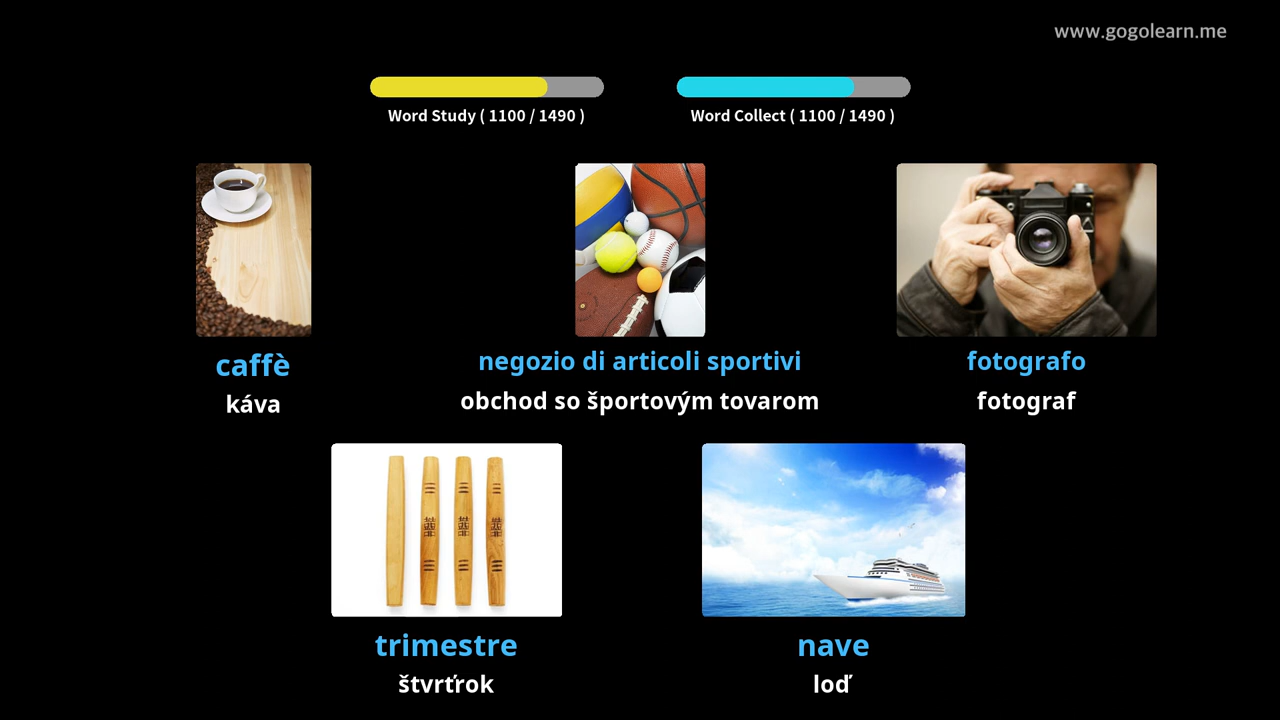 www.gogolearn.me
Word Study ( 1100 / 1490 )
Word Collect ( 1100 / 1490 )
caffè
káva
negozio di articoli sportivi
obchod so športovým tovarom
fotografo
fotograf
trimestre
štvrťrok
nave
loď